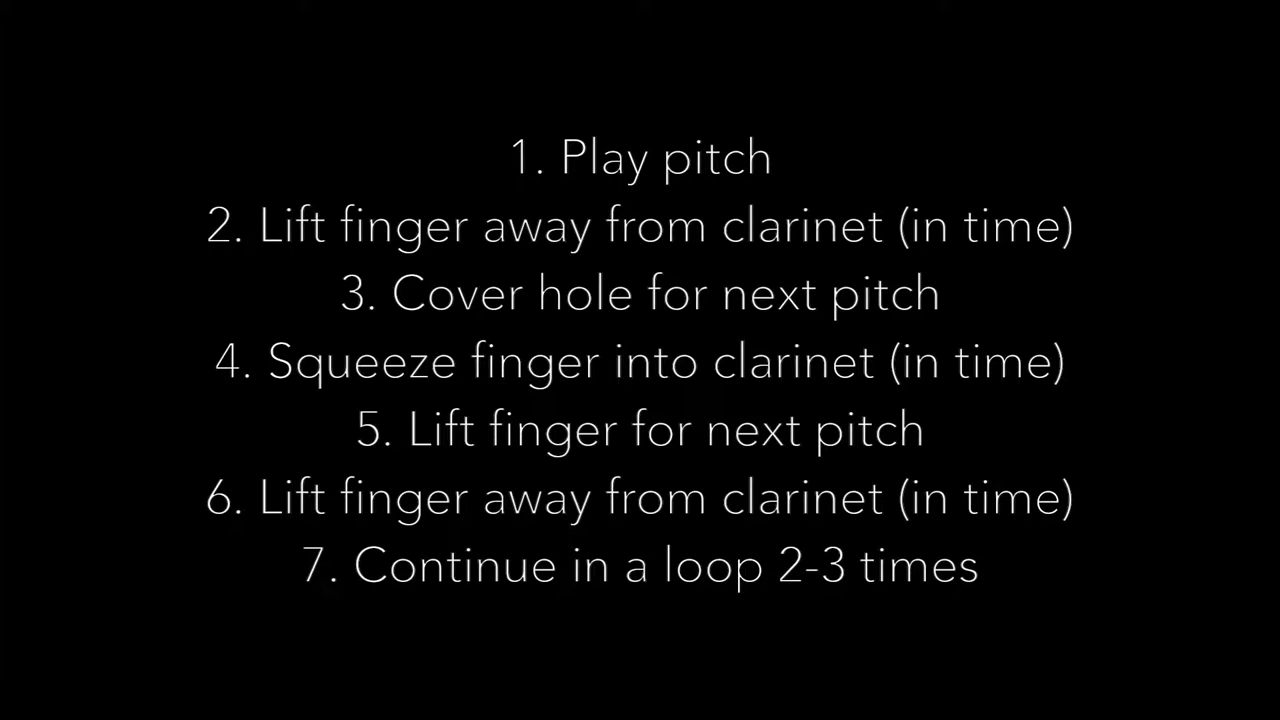 1. Play pitch
2. Lift finger away from clarinet (in time)
3. Cover hole for next pitch
4. Squeeze finger into clarinet (in time)
5. Lift finger for next pitch
6. Lift finger away from clarinet (in time)
7. Continue in a loop 2-3 times